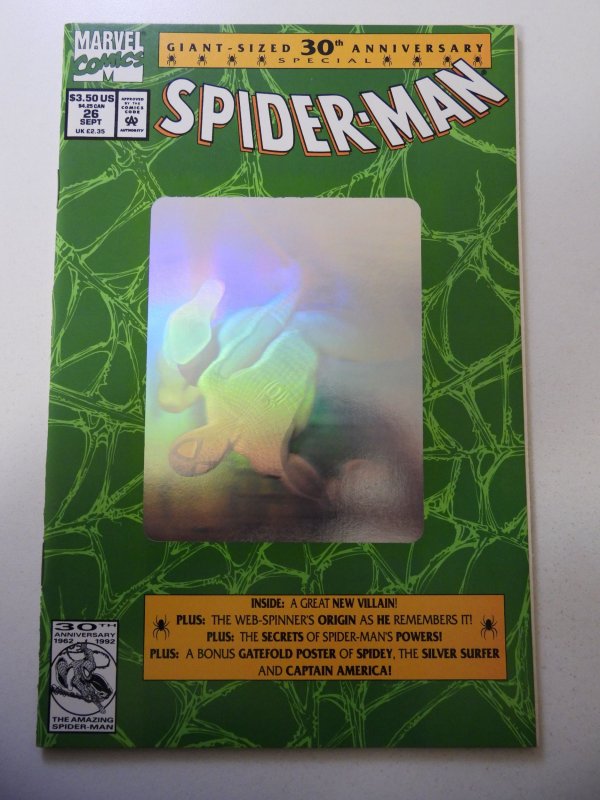 MARVEL
COMICS
M
GIANT-SIZED 30th ANNIVERSARY
SPECIAL
$3.50 US
$4.25 CAN
26
SEPT
UK £2.35
APPROVED
BY THE
COMICS
CODE
CA
AUTHORITY
SPIDER-MAN
INSIDE: A GREAT NEW VILLAIN!
PLUS: THE WEB-SPINNER'S ORIGIN AS HE REMEMBERS IT!
PLUS: THE SECRETS OF SPIDER-MAN'S POWERS!
PLUS: A BONUS GATEFOLD POSTER OF SPIDEY, THE SILVER SURFER
AND CAPTAIN AMERICA!
30TH
ANNIVERSARY
1962 1992
THE AMAZING
SPIDER-MAN